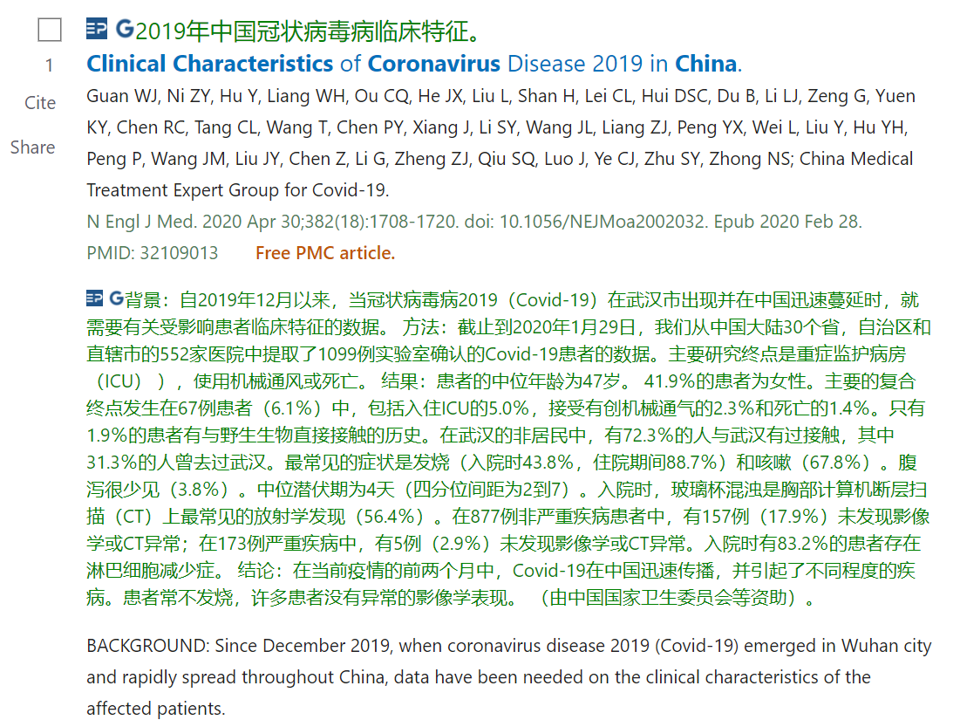 EP G2019年中国冠状病毒病临床特征。
1
Clinical Characteristics of Coronavirus Disease 2019 in China.
Cite
Guan WJ, Ni ZY, Hu Y, Liang WH, Ou CQ, He JX, Liu L, Shan H, Lei CL, Hui DSC, Du B, Li LJ, Zeng G, Yuen
KY, Chen RC, Tang CL, Wang T, Chen PY, Xiang J, Li SY, Wang JL, Liang ZJ, Peng YX, Wei L, Liu Y, Hu YH,
Share
Peng P, Wang JM, Liu JY, Chen Z, Li G, Zheng ZJ, Qiu SQ, Luo J, Ye CJ, Zhu SY, Zhong NS; China Medical
Treatment Expert Group for Covid-19.
N Engl J Med. 2020 Apr 30;382(18):1708-1720. doi: 10.1056/NEJMoa2002032. Epub 2020 Feb 28.
PMID: 32109013 Free PMC article.
EP G背景：自2019年12月以来，当冠状病毒病2019（Covid-19）在武汉市出现并在中国迅速蔓延时，就
需要有关受影响患者临床特征的数据。 方法：截止到2020年1月29日，我们从中国大陆30个省，自治区和
直辖市的552家医院中提取了1099例实验室确认的Covid-19患者的数据。主要研究终点是重症监护病房
（ICU） ），使用机械通风或死亡。 结果：患者的中位年龄为47岁。 41.9％的患者为女性。主要的复合
终点发生在67例患者（6.1％）中，包括入住ICU的5.0％，接受有创机械通气的2.3％和死亡的1.4％。只有
1.9％的患者有与野生生物直接接触的历史。在武汉的非居民中，有72.3％的人与武汉有过接触，其中
31.3％的人曾去过武汉。最常见的症状是发烧（入院时43.8％，住院期间88.7％）和咳嗽（67.8％）。腹
泻很少见（3.8％）。中位潜伏期为4天（四分位间距为2到7）。入院时，玻璃杯混浊是胸部计算机断层扫
描（CT）上最常见的放射学发现（56.4％）。在877例非严重疾病患者中，有157例（17.9％）未发现影像
学或CT异常；在173例严重疾病中，有5例（2.9％）未发现影像学或CT异常。入院时有83.2％的患者存在
淋巴细胞减少症。 结论：在当前疫情的前两个月中，Covid-19在中国迅速传播，并引起了不同程度的疾
病。患者常不发烧，许多患者没有异常的影像学表现。 （由中国国家卫生委员会等资助）。
BACKGROUND: Since December 2019, when coronavirus disease 2019 (Covid-19) emerged in Wuhan city
and rapidly spread throughout China, data have been needed on the clinical characteristics of the
affected patients.